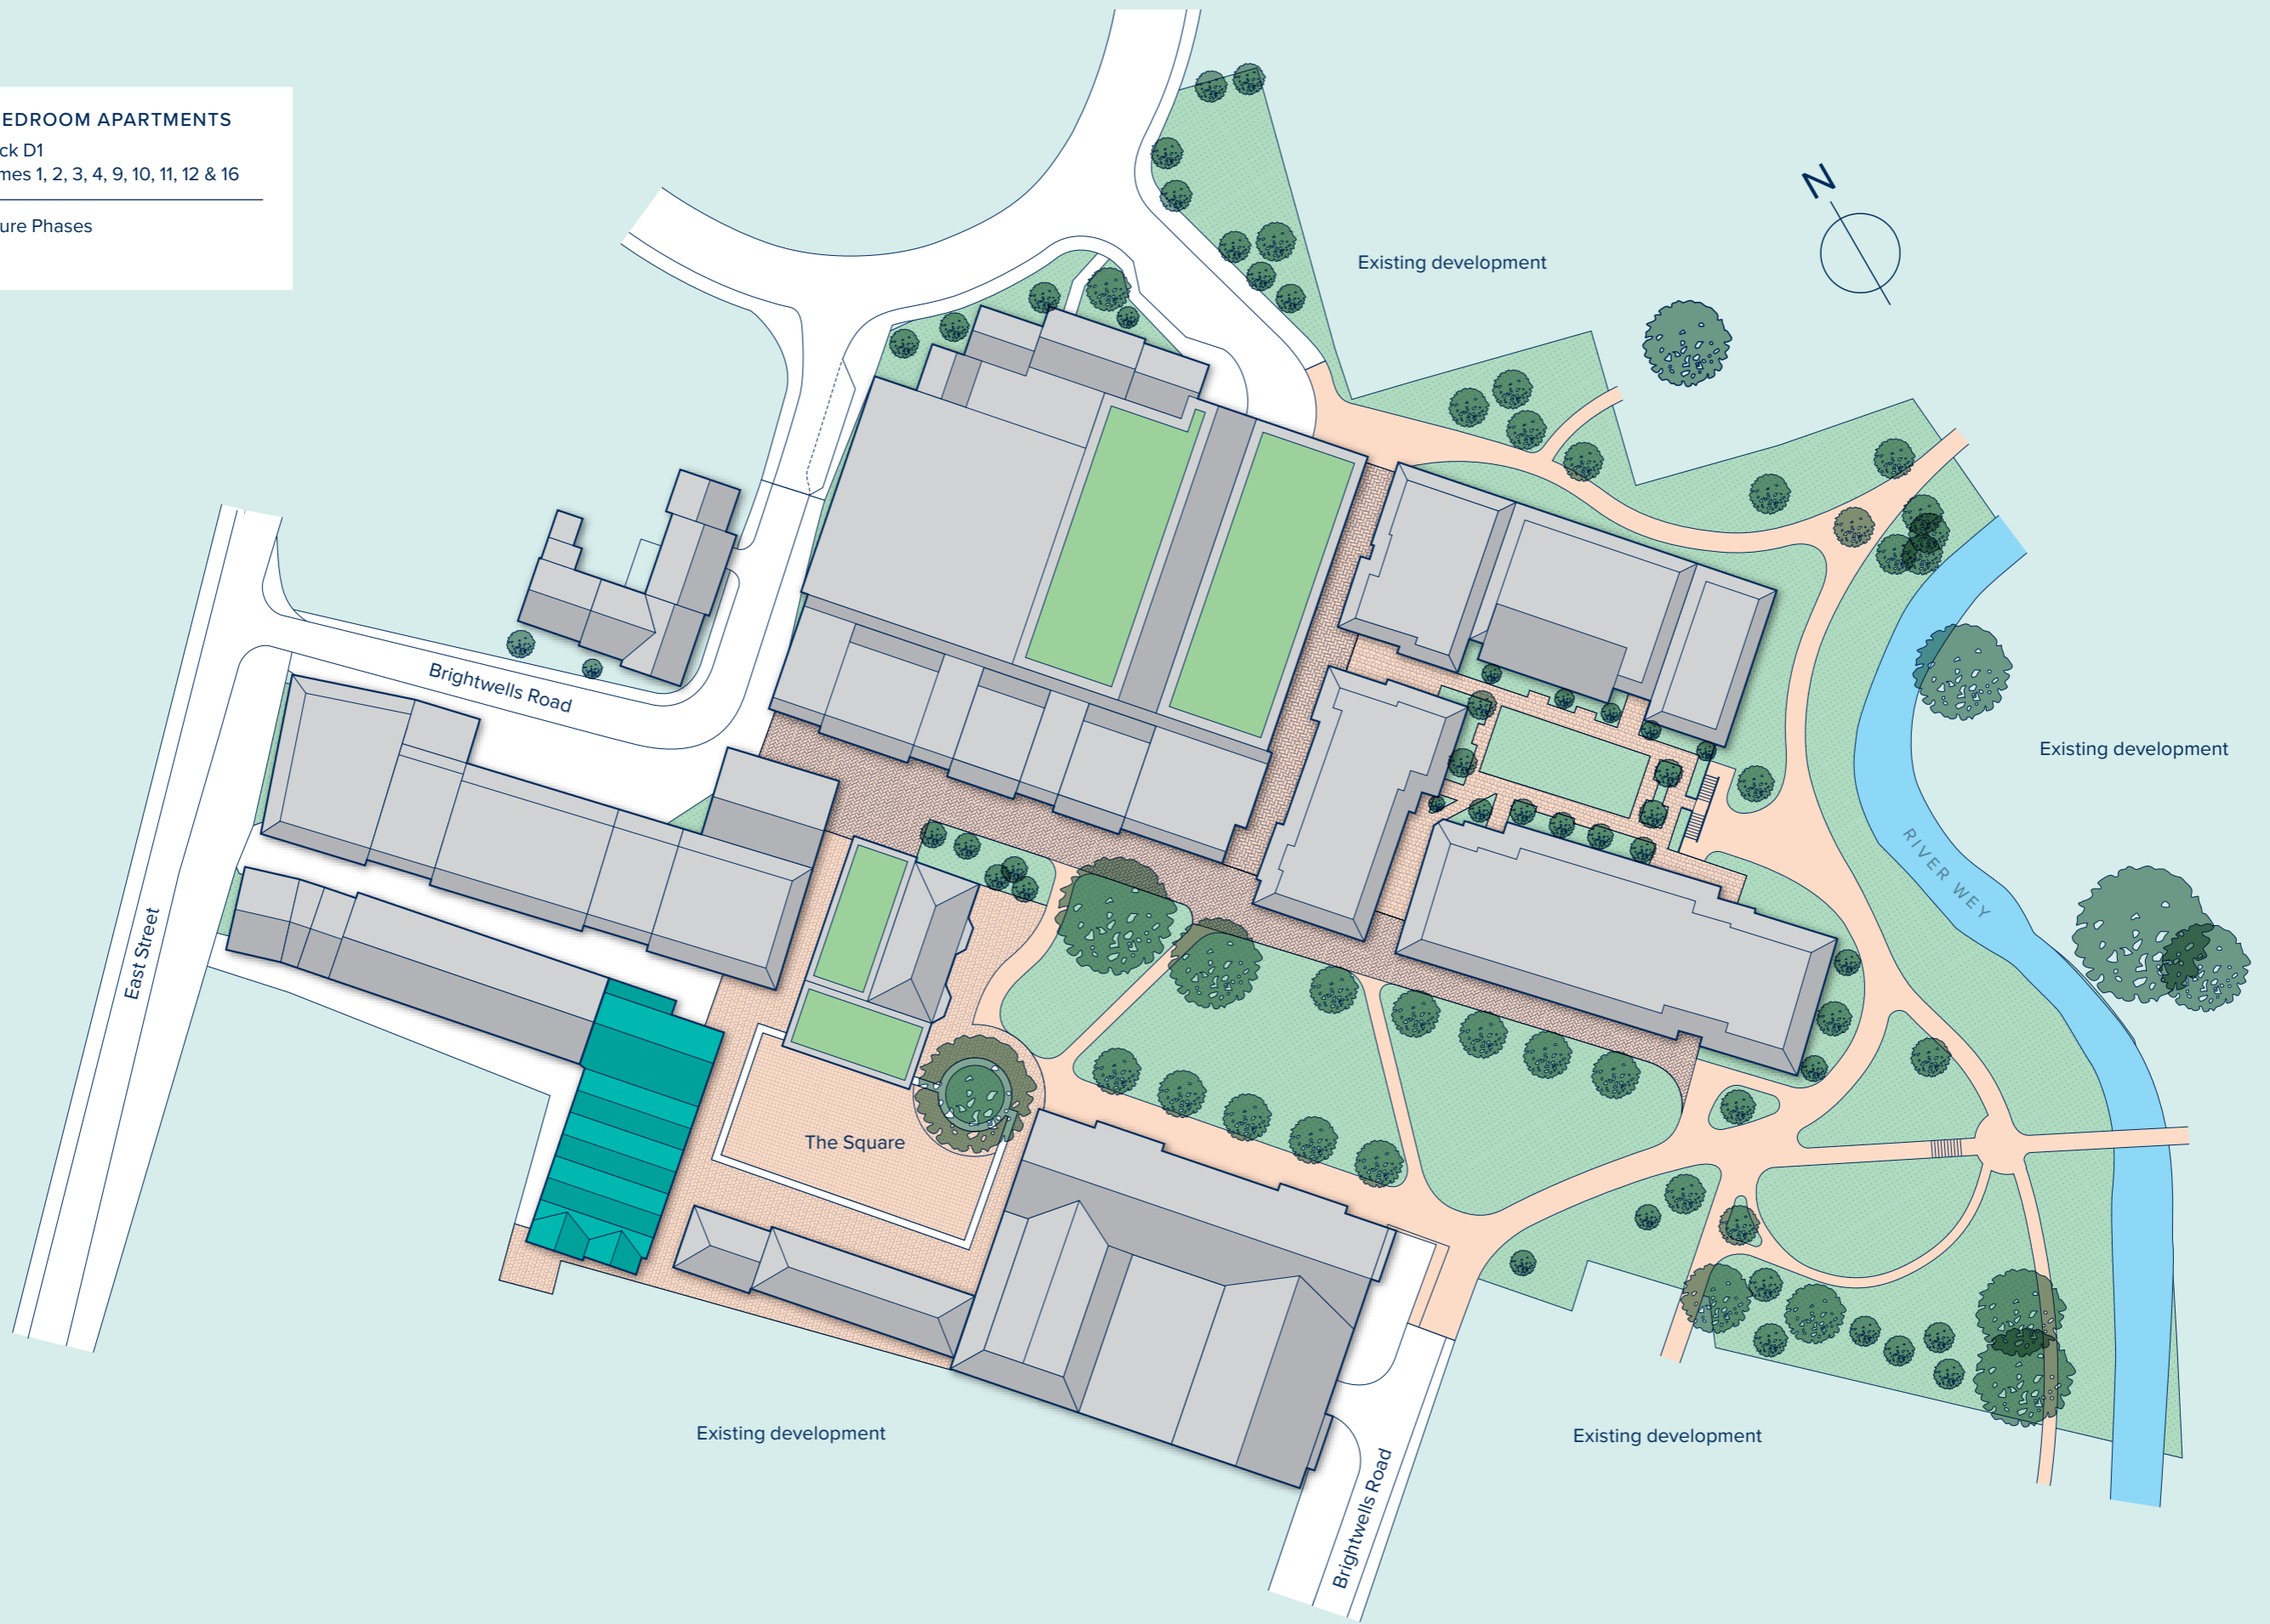 EDROOM APARTMENTS
ck D1
mes 1, 2, 3, 4, 9, 10, 11, 12 & 16
ure Phases
N
Existing development
Brightwells Road
Existing development
RIVER WEY
East Street
The Square
Existing development
Existing development
Brightwells Road